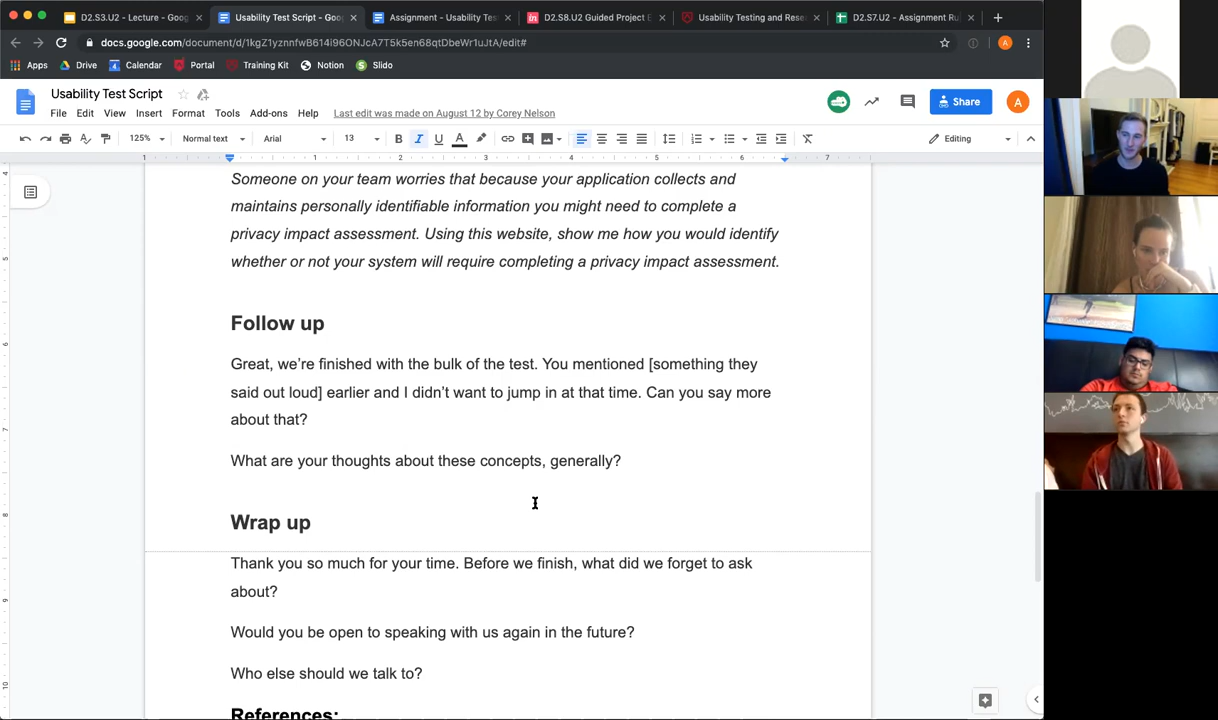 D2.S3.U2 - Lecture - Goog
Usability Test Script - Goo
Assignment - Usability Tes
D2.S8.U2 Guided Project E
Usability Testing and Rese
D2.S7.U2 - Assignment Ru
docs.google.com/document/d/1kgZ1yznnfwB614i96ONJcA7T5k5en68qtDbeWr1uJtA/edit#
A
Apps
Drive
Calendar
Portal
Training Kit
Notion
Slido
Usability Test Script
File Edit View Insert Format Tools Add-ons Help Last edit was made on August 12 by Corey Nelson
Share
A
125% Normal text Arial 13 B I U A Editing
1 1 2 3 4 5 6 7
Someone on your team worries that because your application collects and
maintains personally identifiable information you might need to complete a
privacy impact assessment. Using this website, show me how you would identify
whether or not your system will require completing a privacy impact assessment.
Follow up
Great, we're finished with the bulk of the test. You mentioned [something they
said out loud] earlier and I didn't want to jump in at that time. Can you say more
about that?
What are your thoughts about these concepts, generally?
Wrap up
Thank you so much for your time. Before we finish, what did we forget to ask
about?
Would you be open to speaking with us again in the future?
Who else should we talk to?
References: